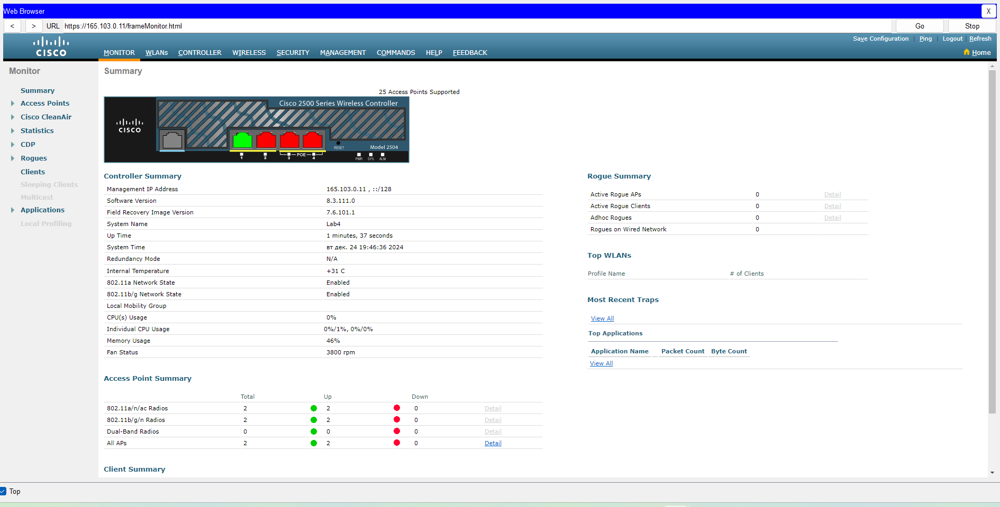 Web Browser
X
< > URL https://165.103.0.11/frameMonitor.html Go Stop
Save Configuration | Ping | Logout | Refresh
CISCO
MONITOR WLANs CONTROLLER WIRELESS SECURITY MANAGEMENT COMMANDS HELP FEEDBACK
Home
Monitor
Summary
Access Points
Cisco CleanAir
Statistics
CDP
Rogues
Clients
Sleeping Clients
Multicast
Applications
Local Profiling
Summary
25 Access Points Supported
Cisco 2500 Series Wireless Controller
CISCO
RESET
Model 2504
1 2 3 POE 4
PWR SYS ALM
Controller Summary
Management IP Address 165.103.0.11 , ::/128
Software Version 8.3.111.0
Field Recovery Image Version 7.6.101.1
System Name Lab4
Up Time 1 minutes, 37 seconds
System Time вт дек. 24 19:46:36 2024
Redundancy Mode N/A
Internal Temperature +31 C
802.11a Network State Enabled
802.11b/g Network State Enabled
Local Mobility Group
CPU(s) Usage 0%
Individual CPU Usage 0%/1%, 0%/0%
Memory Usage 46%
Fan Status 3800 rpm
Access Point Summary
Total Up Down
802.11a/n/ac Radios 2 2 0 Detail
802.11b/g/n Radios 2 2 0 Detail
Dual-Band Radios 0 0 0 Detail
All APs 2 2 0 Detail
Client Summary
Rogue Summary
Active Rogue APs 0 Detail
Active Rogue Clients 0 Detail
Adhoc Rogues 0 Detail
Rogues on Wired Network 0
Top WLANs
Profile Name # of Clients
Most Recent Traps
View All
Top Applications
Application Name Packet Count Byte Count
View All
Top